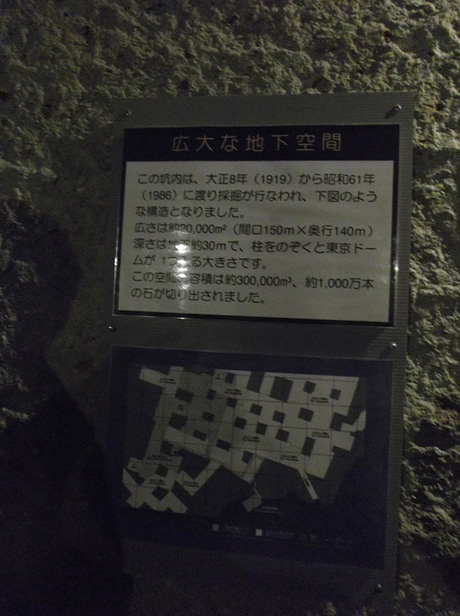 広大な地下空間
この坑内は、大正8年（1919）から昭和61年
（1986）に渡り採掘が行なわれ、下図のよう
な構造となりました。
広さは約20,000m²（間口150m×奥行140m）
深さは地下約30mで、柱をのぞくと東京ドー
ムが 1つ入る大きさです。
この空間の容積は約300,000m³、約1,000万本
の石が切り出されました。